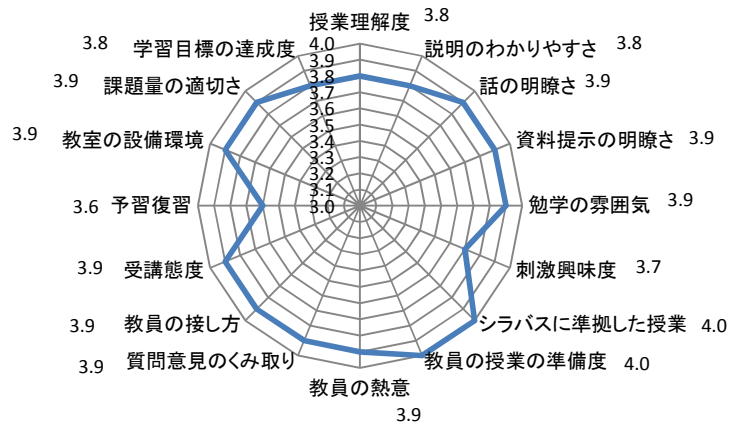 授業理解度 3.8
説明のわかりやすさ 3.8
話の明瞭さ 3.9
資料提示の明瞭さ 3.9
勉学の雰囲気 3.9
刺激興味度 3.7
シラバスに準拠した授業 4.0
教員の授業の準備度 4.0
教員の熱意 3.9
質問意見のくみ取り 3.9
教員の接し方 3.9
受講態度 3.9
予習復習 3.6
教室の設備環境 3.9
課題量の適切さ 3.9
学習目標の達成度 3.8
4.0
3.9
3.8
3.7
3.6
3.5
3.4
3.3
3.2
3.1
3.0